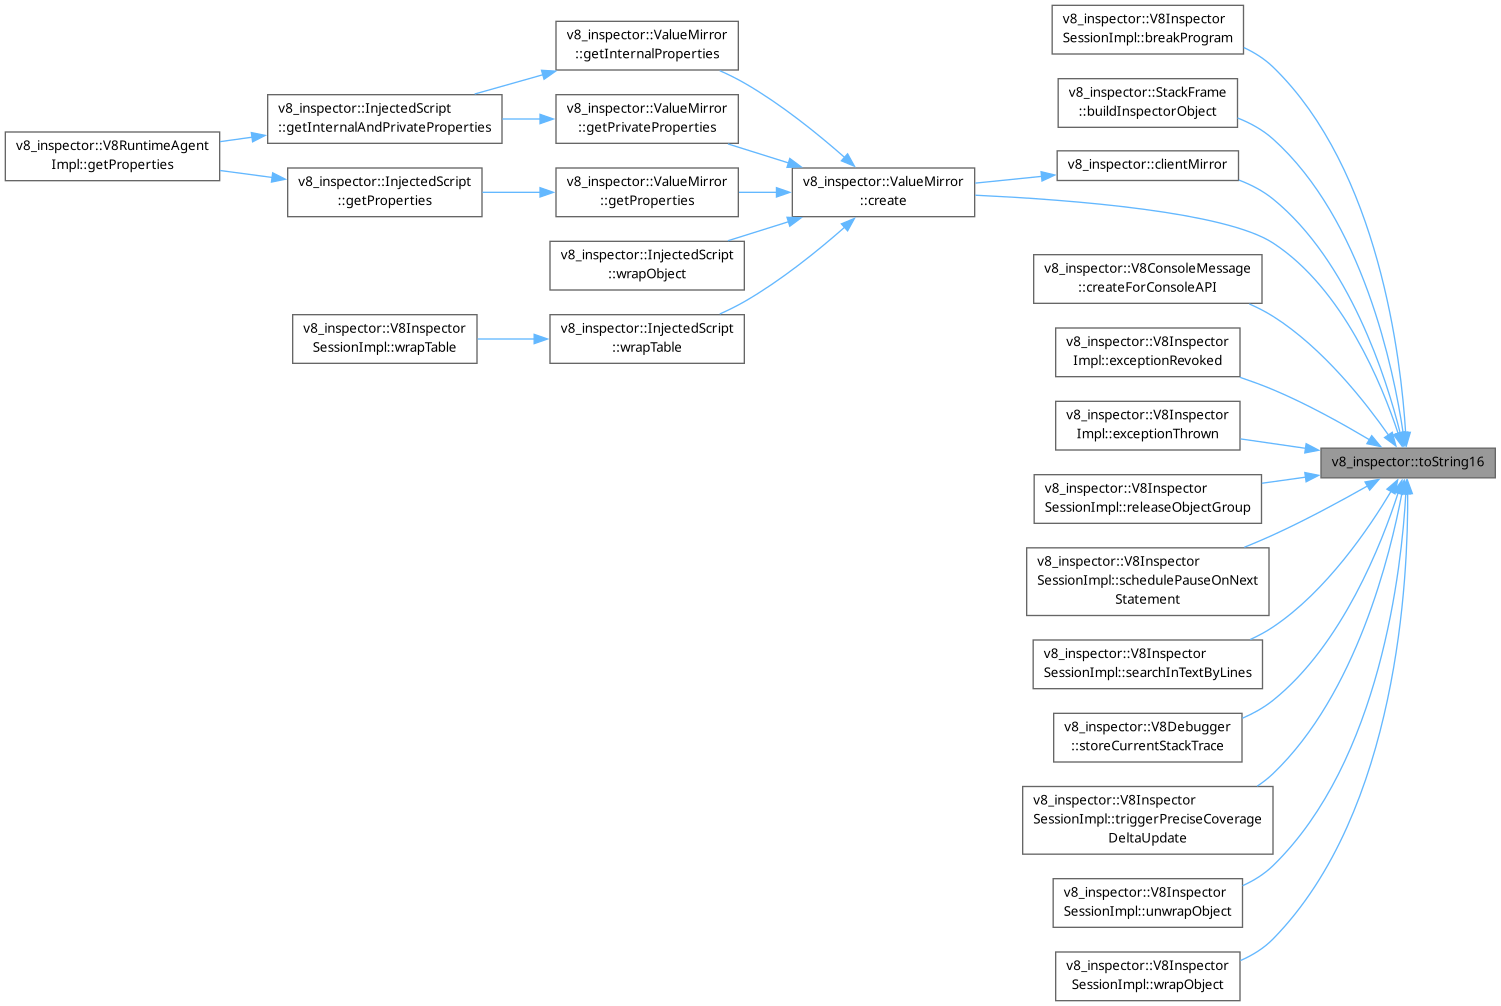 v8_inspector::V8RuntimeAgent
Impl::getProperties
v8_inspector::InjectedScript
::getInternalAndPrivateProperties
v8_inspector::InjectedScript
::getProperties
v8_inspector::V8Inspector
SessionImpl::wrapTable
v8_inspector::ValueMirror
::getInternalProperties
v8_inspector::ValueMirror
::getPrivateProperties
v8_inspector::ValueMirror
::getProperties
v8_inspector::InjectedScript
::wrapObject
v8_inspector::InjectedScript
::wrapTable
v8_inspector::ValueMirror
::create
v8_inspector::V8Inspector
SessionImpl::breakProgram
v8_inspector::StackFrame
::buildInspectorObject
v8_inspector::clientMirror
v8_inspector::V8ConsoleMessage
::createForConsoleAPI
v8_inspector::V8Inspector
Impl::exceptionRevoked
v8_inspector::V8Inspector
Impl::exceptionThrown
v8_inspector::V8Inspector
SessionImpl::releaseObjectGroup
v8_inspector::V8Inspector
SessionImpl::schedulePauseOnNext
Statement
v8_inspector::V8Inspector
SessionImpl::searchInTextByLines
v8_inspector::V8Debugger
::storeCurrentStackTrace
v8_inspector::V8Inspector
SessionImpl::triggerPreciseCoverage
DeltaUpdate
v8_inspector::V8Inspector
SessionImpl::unwrapObject
v8_inspector::V8Inspector
SessionImpl::wrapObject
v8_inspector::toString16